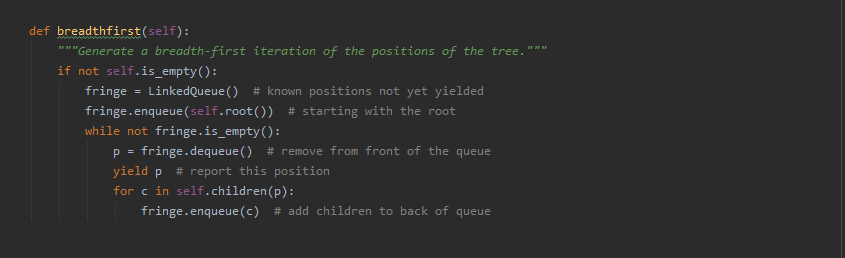 def breadthfirst(self):
"""Generate a breadth-first iteration of the positions of the tree."""
if not self.is_empty():
fringe = LinkedQueue()  # known positions not yet yielded
fringe.enqueue(self.root())  # starting with the root
while not fringe.is_empty():
p = fringe.dequeue()  # remove from front of the queue
yield p  # report this position
for c in self.children(p):
fringe.enqueue(c)  # add children to back of queue